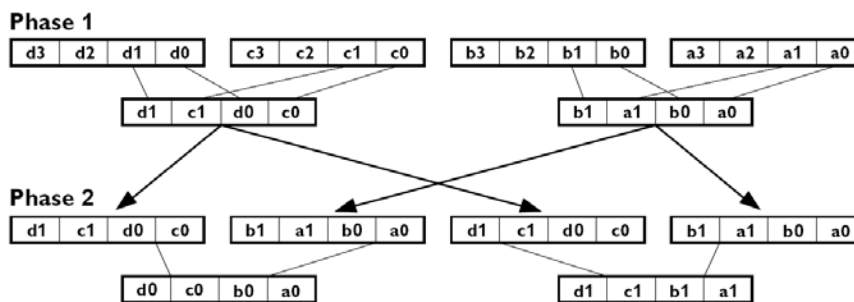 Phase 1
d3 d2 d1 d0 c3 c2 c1 c0 b3 b2 b1 b0 a3 a2 a1 a0
d1 c1 d0 c0 b1 a1 b0 a0
Phase 2
d1 c1 d0 c0 b1 a1 b0 a0 d1 c1 d0 c0 b1 a1 b0 a0
d0 c0 b0 a0 d1 c1 b1 a1